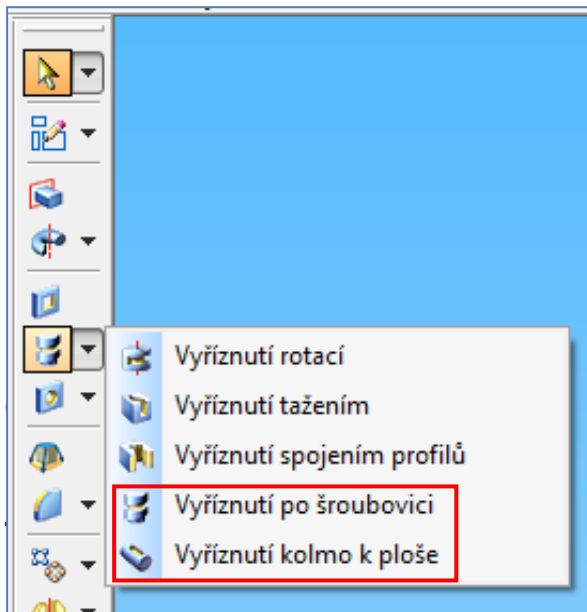 Vyříznutí rotací
Vyříznutí tažením
Vyříznutí spojením profilů
Vyříznutí po šroubovici
Vyříznutí kolmo k ploše